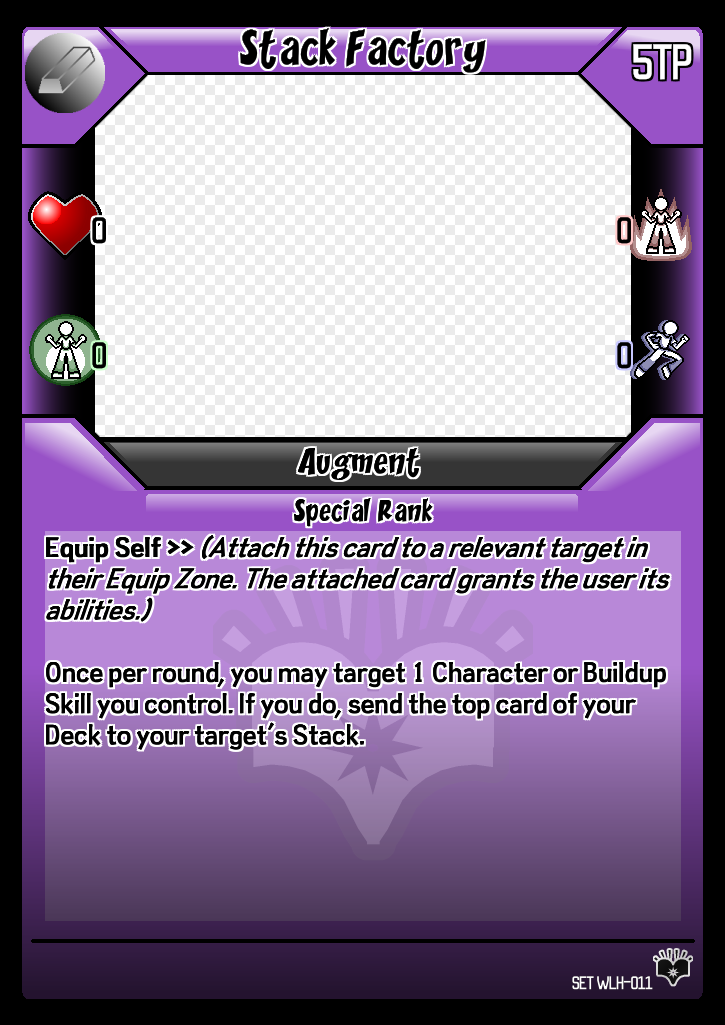 Stack Factory
5TP
0
0
0
0
Augment
Special Rank
Equip Self >> (Attach this card to a relevant target in
their Equip Zone. The attached card grants the user its
abilities.)
Once per round, you may target 1 Character or Buildup
Skill you control. If you do, send the top card of your
Deck to your target's Stack.
SET WLH-011